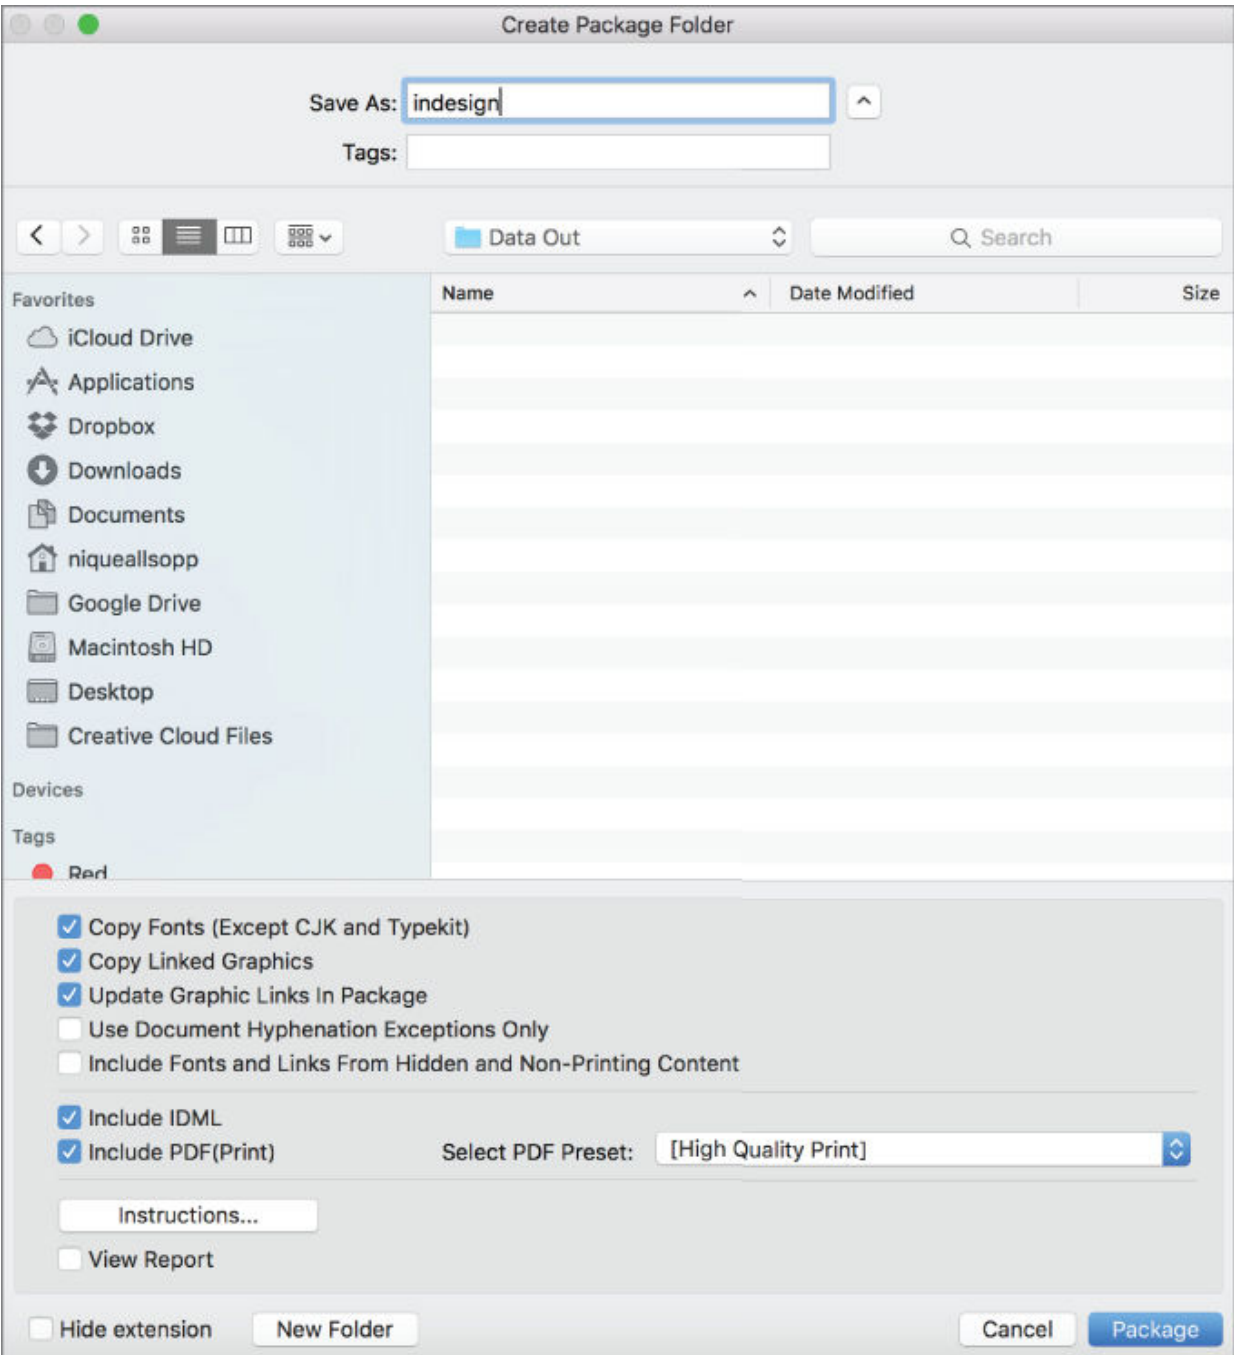 Create Package Folder
Save As: indesign
Tags:
Data Out
Search
Favorites
iCloud Drive
Applications
Dropbox
Downloads
Documents
niqueallsopp
Google Drive
Macintosh HD
Desktop
Creative Cloud Files
Devices
Tags
Red
Name Date Modified Size
Copy Fonts (Except CJK and Typekit)
Copy Linked Graphics
Update Graphic Links In Package
Use Document Hyphenation Exceptions Only
Include Fonts and Links From Hidden and Non-Printing Content
Include IDML
Include PDF(Print) Select PDF Preset: [High Quality Print]
Instructions...
View Report
Hide extension New Folder Cancel Package